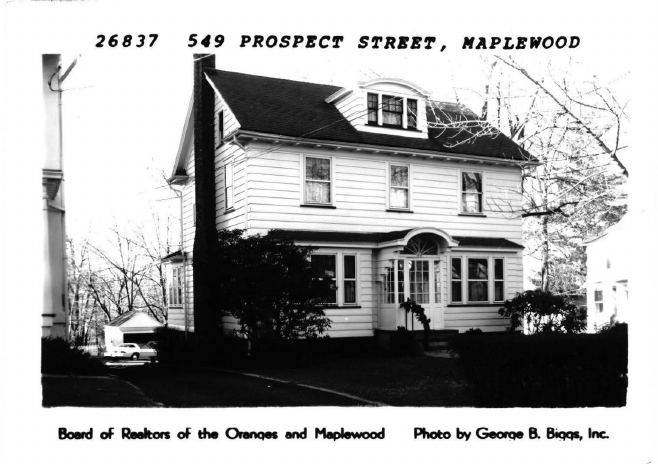 26837 549 PROSPECT STREET, MAPLEWOOD
Board of Realtors of the Oranges and Maplewood Photo by George B. Biggs, Inc.